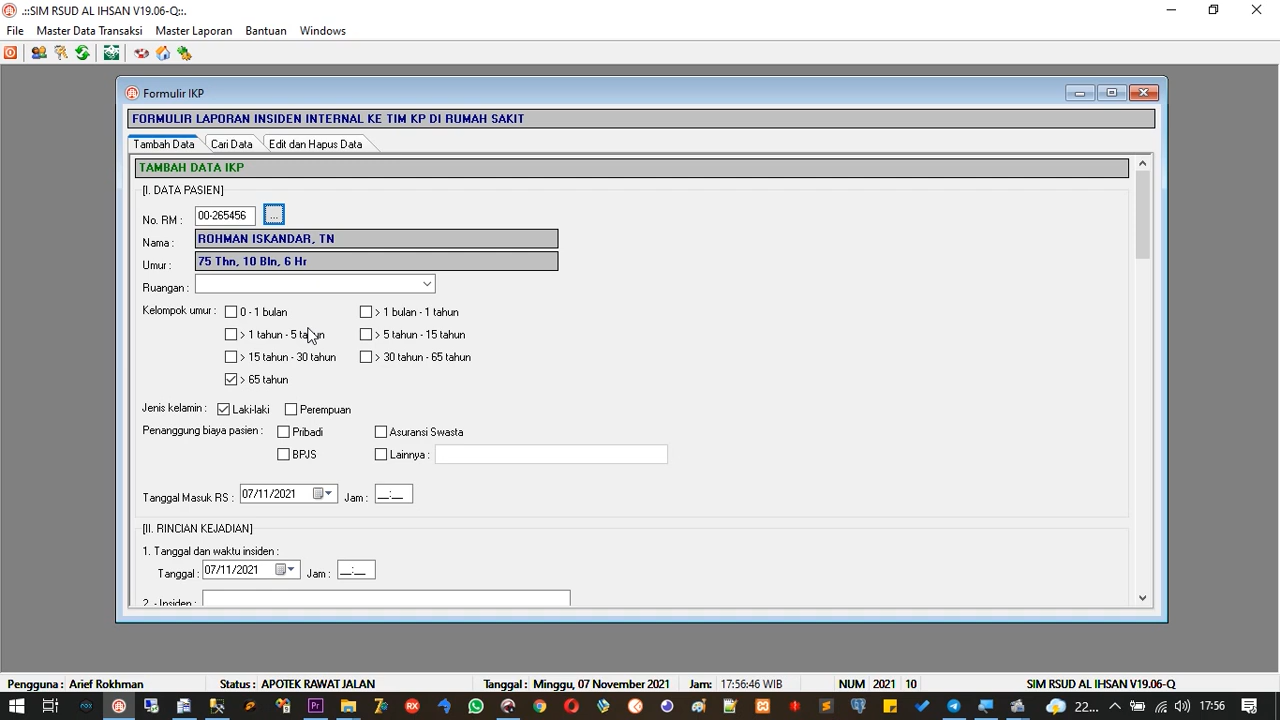 .::SIM RSUD AL IHSAN V19.06-Q::.
File Master Data Transaksi Master Laporan Bantuan Windows
Formulir IKP
FORMULIR LAPORAN INSIDEN INTERNAL KE TIM KP DI RUMAH SAKIT
Tambah Data Cari Data Edit dan Hapus Data
TAMBAH DATA IKP
[I. DATA PASIEN]
No. RM : 00-265456 ...
Nama : ROHMAN ISKANDAR, TN
Umur : 75 Thn, 10 Bln, 6 Hr
Ruangan :
Kelompok umur : 0 - 1 bulan > 1 bulan - 1 tahun
> 1 tahun - 5 tahun > 5 tahun - 15 tahun
> 15 tahun - 30 tahun > 30 tahun - 65 tahun
> 65 tahun
Jenis kelamin : Laki-laki Perempuan
Penanggung biaya pasien : Pribadi Asuransi Swasta
BPJS Lainnya :
Tanggal Masuk RS : 07/11/2021 Jam : __:__
[II. RINCIAN KEJADIAN]
1. Tanggal dan waktu insiden :
Tanggal : 07/11/2021 Jam : __:__
2. - Insiden :
Pengguna : Arief Rokhman Status : APOTEK RAWAT JALAN Tanggal : Minggu, 07 November 2021 Jam: 17:56:46 WIB NUM 2021 10 SIM RSUD AL IHSAN V19.06-Q
22... 17:56